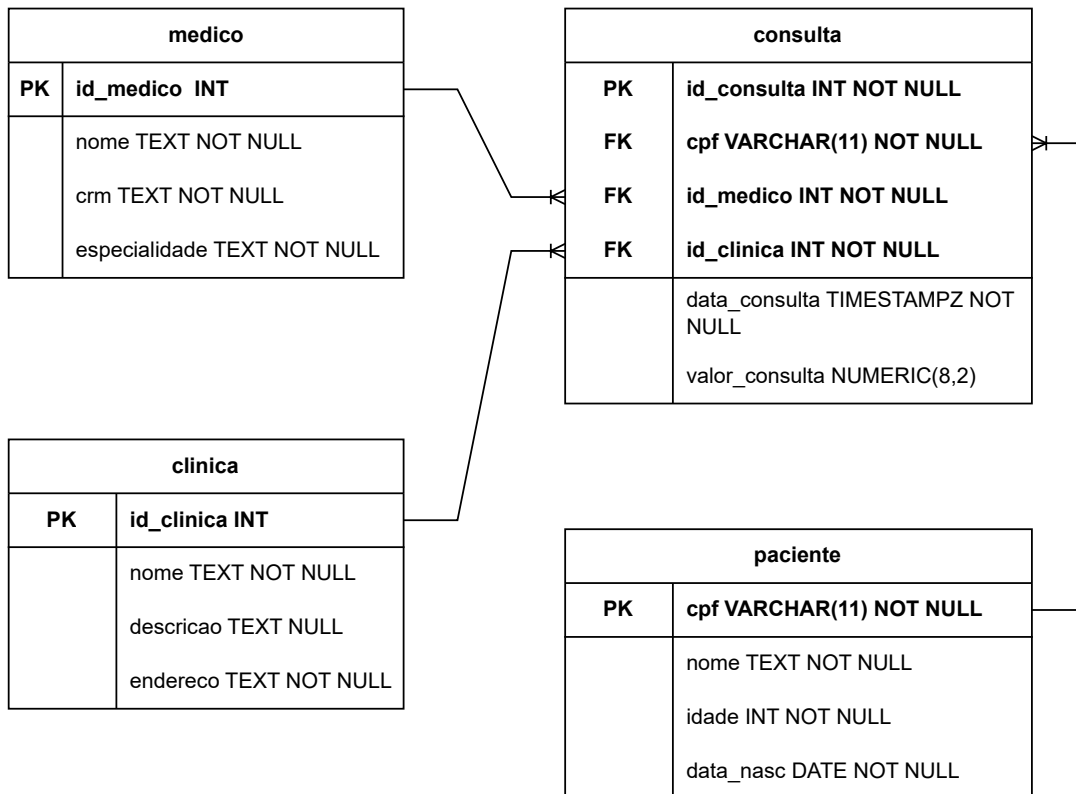 medico
PK id_medico INT
nome TEXT NOT NULL
crm TEXT NOT NULL
especialidade TEXT NOT NULL
consulta
PK id_consulta INT NOT NULL
FK cpf VARCHAR(11) NOT NULL
FK id_medico INT NOT NULL
FK id_clinica INT NOT NULL
data_consulta TIMESTAMPZ NOT
NULL
valor_consulta NUMERIC(8,2)
clinica
PK id_clinica INT
nome TEXT NOT NULL
descricao TEXT NULL
endereco TEXT NOT NULL
paciente
PK cpf VARCHAR(11) NOT NULL
nome TEXT NOT NULL
idade INT NOT NULL
data_nasc DATE NOT NULL